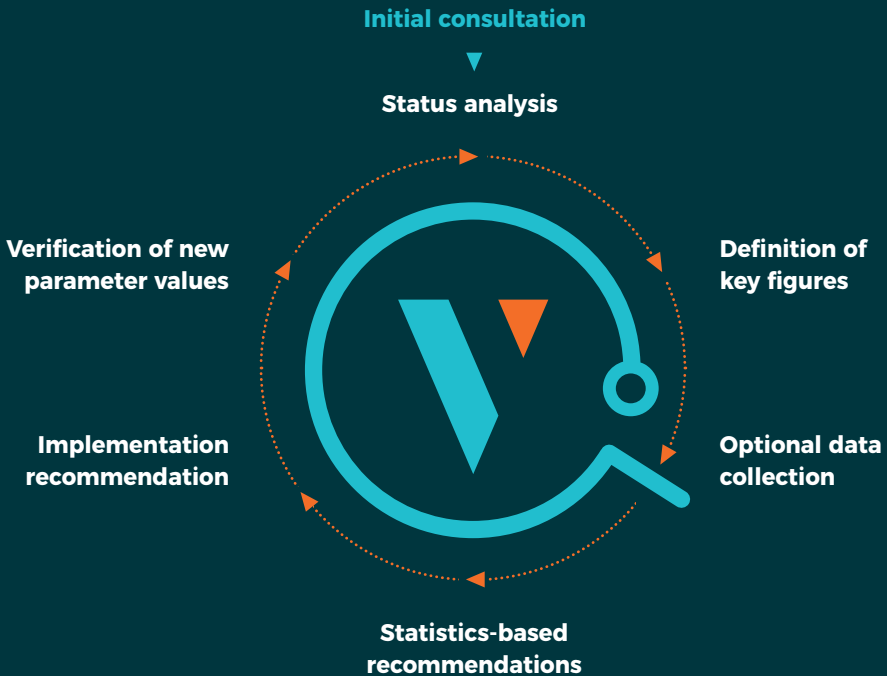 Initial consultation
Status analysis
Definition of
key figures
Optional data
collection
Statistics-based
recommendations
Implementation
recommendation
Verification of new
parameter values